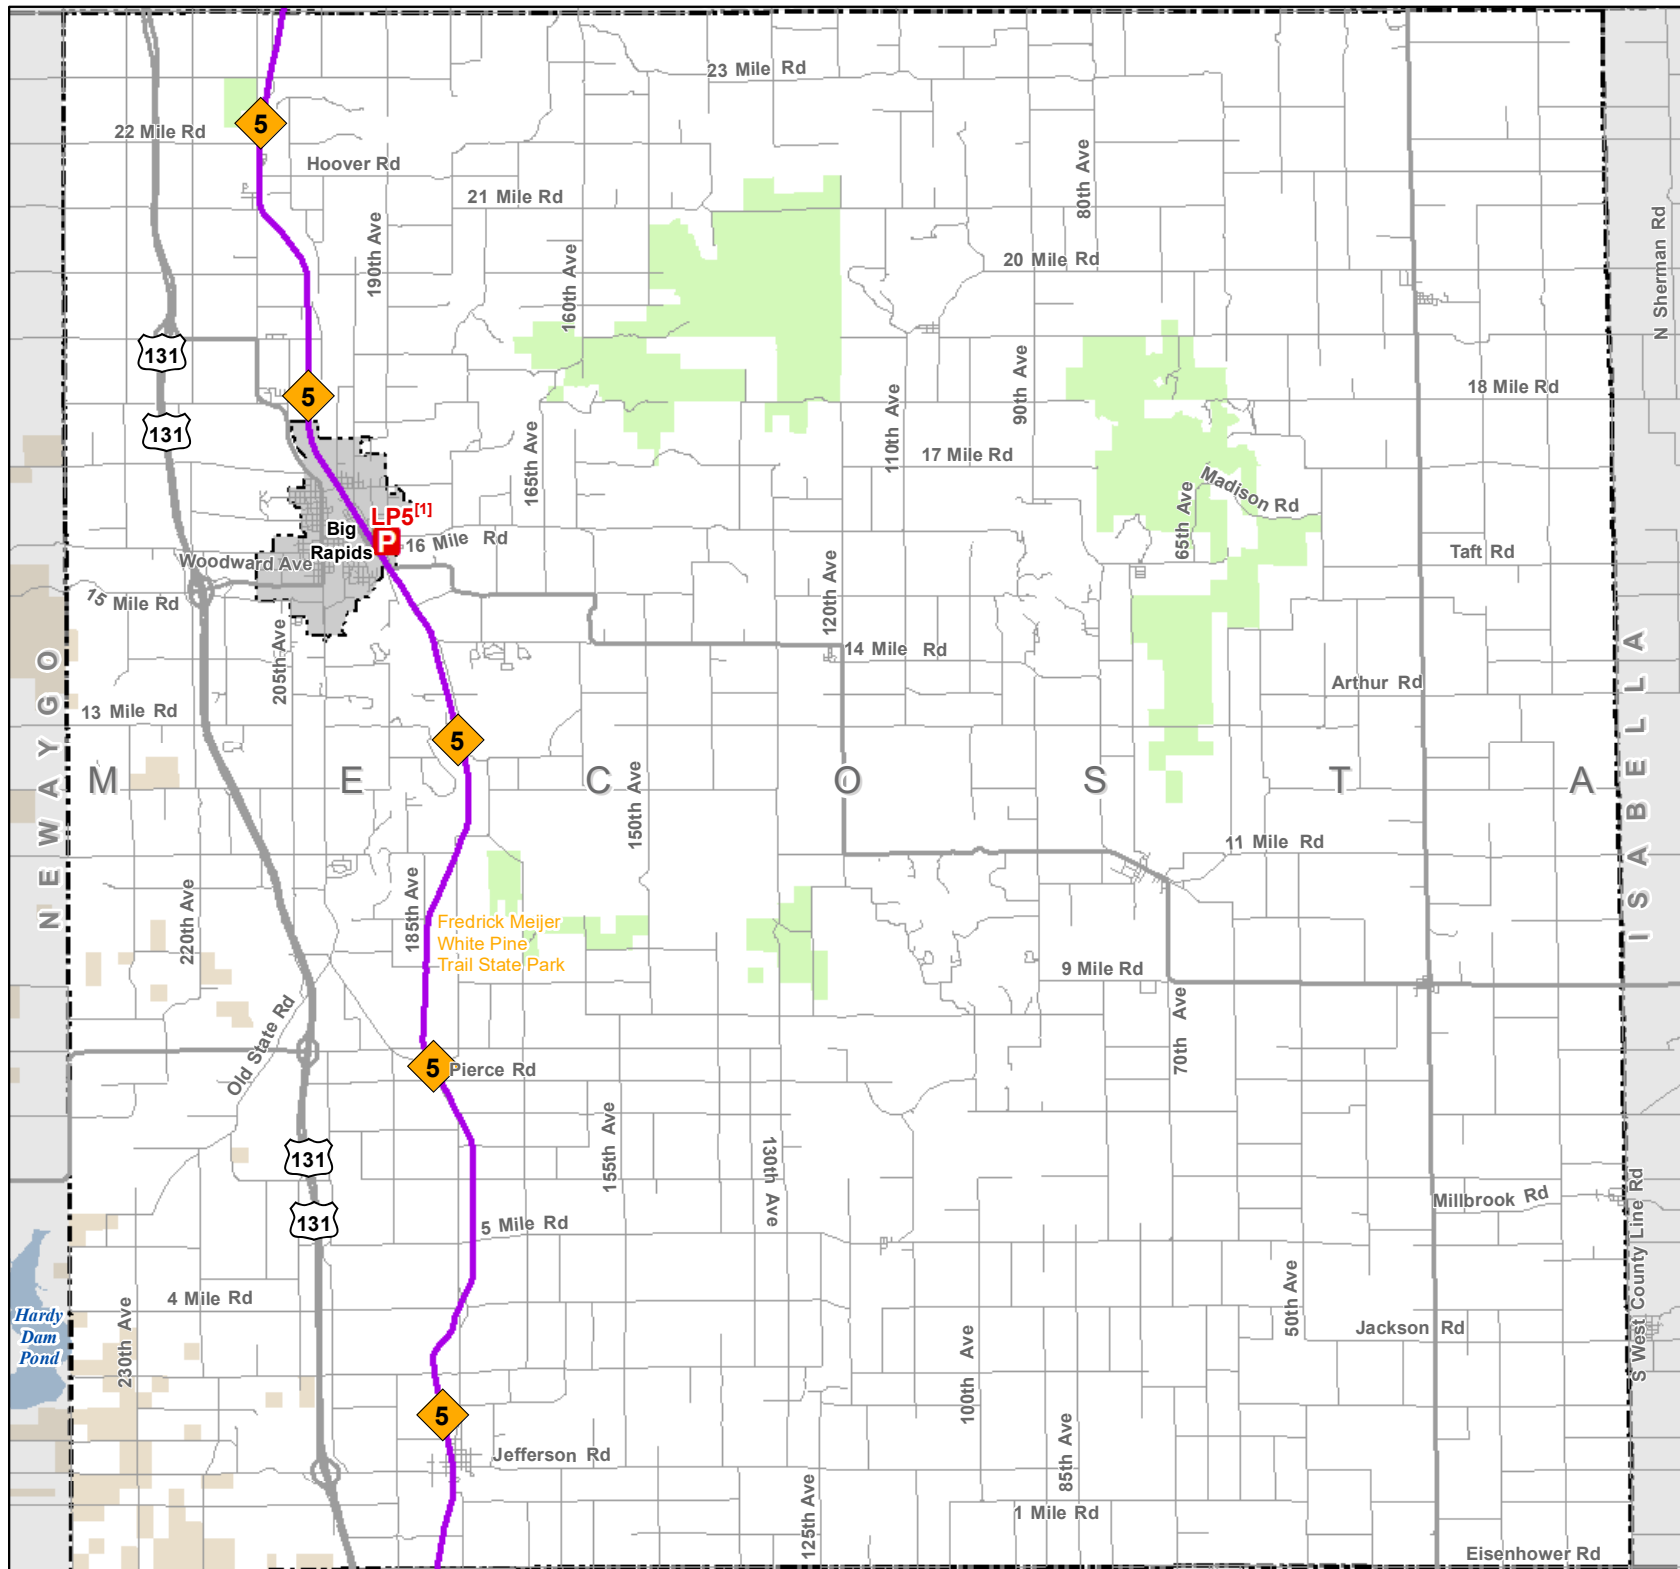 23 Mile Rd
5
22 Mile Rd
Hoover Rd
80th Ave
21 Mile Rd
190th Ave
160th Ave
20 Mile Rd
N Sherman Rd
131
5
90th Ave
18 Mile Rd
110th Ave
131
165th Ave
17 Mile Rd
Madison Rd
65th Ave
LP5[1]
P
Big
Rapids
16 Mile Rd
Woodward Ave
Taft Rd
15 Mile Rd
120th Ave
205th Ave
14 Mile Rd
Arthur Rd
13 Mile Rd
5
NEWAYGO
MECOSTA
ISABELLA
150th Ave
11 Mile Rd
220th Ave
185th Ave
Fredrick Meijer
White Pine
Trail State Park
9 Mile Rd
Old State Rd
70th Ave
5
Pierce Rd
131
155th Ave
130th Ave
Millbrook Rd
131
5 Mile Rd
S West County Line Rd
4 Mile Rd
50th Ave
Hardy
Dam
Pond
230th Ave
Jackson Rd
100th Ave
5
85th Ave
Jefferson Rd
125th Ave
1 Mile Rd
Eisenhower Rd